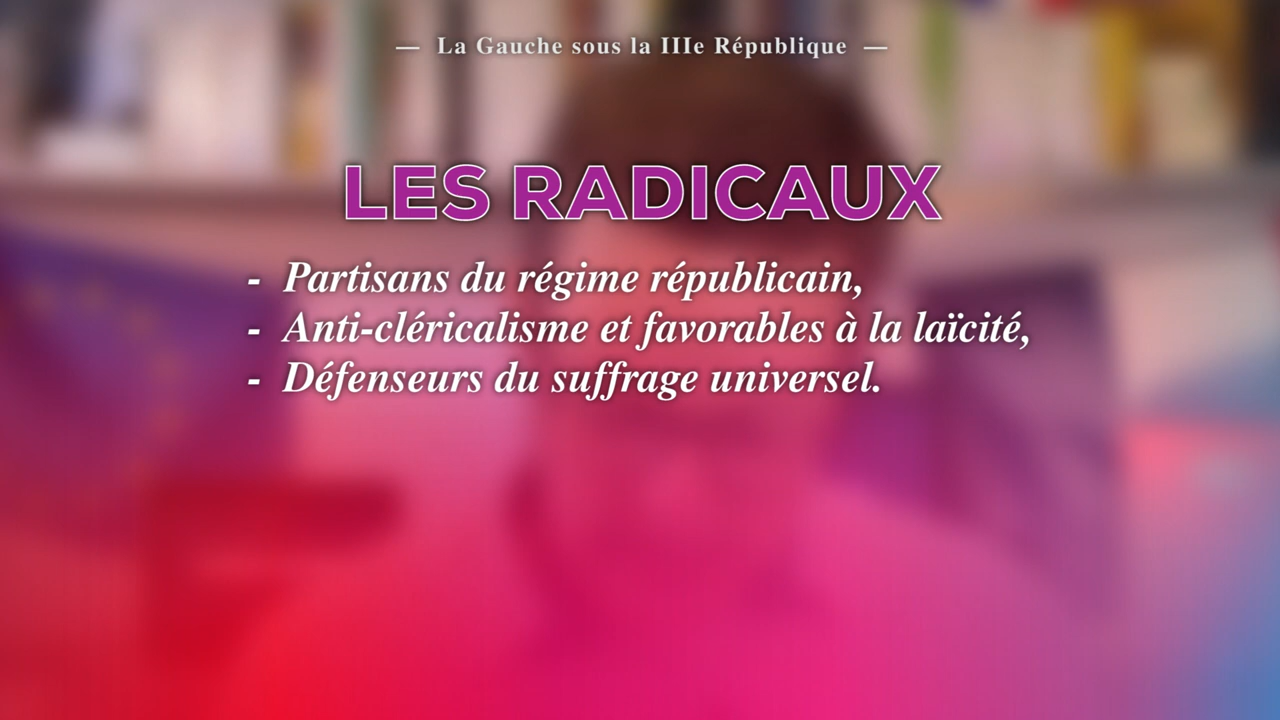 — La Gauche sous la IIIe République —
LES RADICAUX
- Partisans du régime républicain,
- Anti-cléricalisme et favorables à la laïcité,
- Défenseurs du suffrage universel.